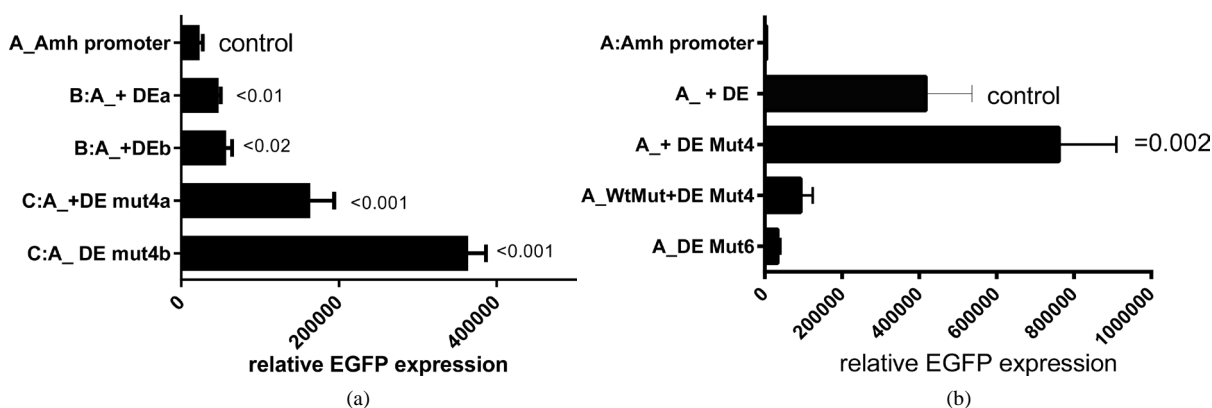 A_Amh promoter
control
B:A_+ DEa
<0.01
B:A_+DEb
<0.02
C:A_+DE mut4a
<0.001
C:A_ DE mut4b
<0.001
0
200000
400000
relative EGFP expression
(a)
A:Amh promoter
A_ + DE
control
A_+ DE Mut4
=0.002
A_WtMut+DE Mut4
A_DE Mut6
0
200000
400000
600000
800000
1000000
relative EGFP expression
(b)